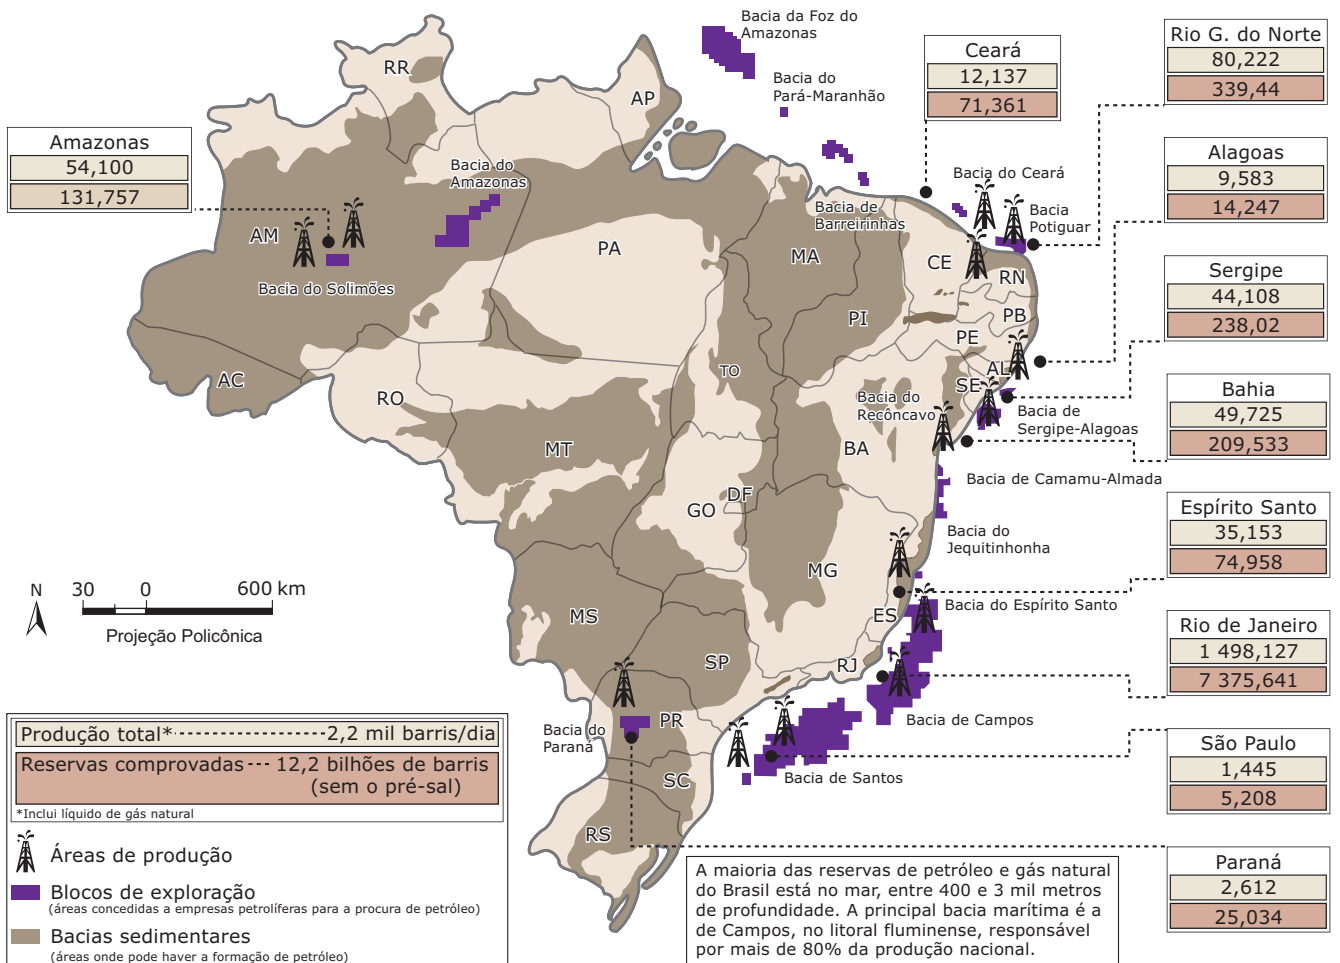 Bacia da Foz do
Amazonas
Bacia do
Pará-Maranhão
Ceará
12,137
71,361
Rio G. do Norte
80,222
339,44
Alagoas
9,583
14,247
Sergipe
44,108
238,02
Bahia
49,725
209,533
Espírito Santo
35,153
74,958
Rio de Janeiro
1 498,127
7 375,641
São Paulo
1,445
5,208
Paraná
2,612
25,034
Amazonas
54,100
131,757
RR
AP
Bacia do
Amazonas
AM
Bacia do Solimões
PA
Bacia de
Barreirinhas
MA
Bacia do Ceará
Bacia
Potiguar
CE
RN
PB
PI
PE
AL
SE
TO
AC
RO
Bacia do
Recôncavo
Bacia de
Sergipe-Alagoas
MT
BA
Bacia de Camamu-Almada
DF
GO
Bacia do
Jequitinhonha
MG
MS
ES
Bacia do Espírito Santo
SP
RJ
PR
Bacia do
Paraná
Bacia de Campos
SC
Bacia de Santos
RS
N
30 0 600 km
Projeção Policônica
Produção total* 2,2 mil barris/dia
Reservas comprovadas 12,2 bilhões de barris
(sem o pré-sal)
*Inclui líquido de gás natural
Áreas de produção
Blocos de exploração
(áreas concedidas a empresas petrolíferas para a procura de petróleo)
Bacias sedimentares
(áreas onde pode haver a formação de petróleo)
A maioria das reservas de petróleo e gás natural
do Brasil está no mar, entre 400 e 3 mil metros
de profundidade. A principal bacia marítima é a
de Campos, no litoral fluminense, responsável
por mais de 80% da produção nacional.